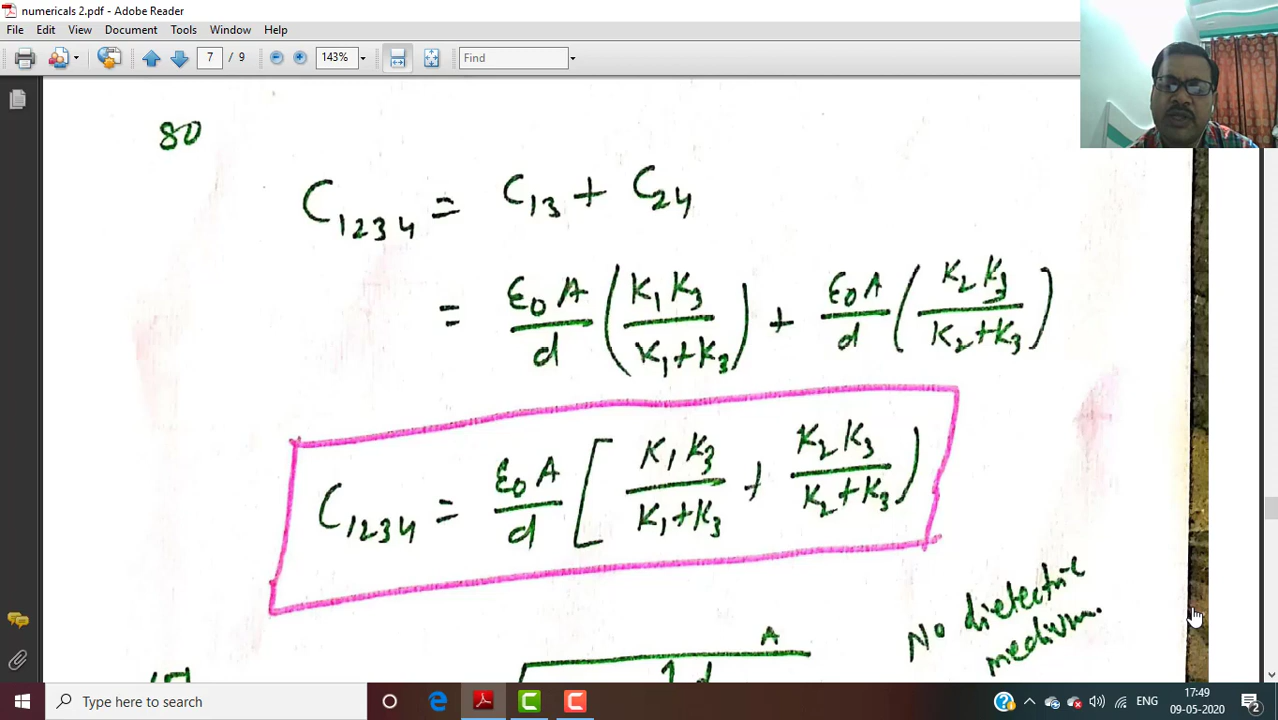 numericals 2.pdf - Adobe Reader
File Edit View Document Tools Window Help
7 / 9 143% Find
80
C₁₂₃₄ = C₁₃ + C₂₄
= ε₀A/d (K₁K₃/K₁+K₃) + ε₀A/d (K₂K₃/K₂+K₃)
C₁₂₃₄ = ε₀A/d [K₁K₃/K₁+K₃ + K₂K₃/K₂+K₃)
No dielectric
medium.
A
d
Type here to search
ENG
17:49
09-05-2020
2